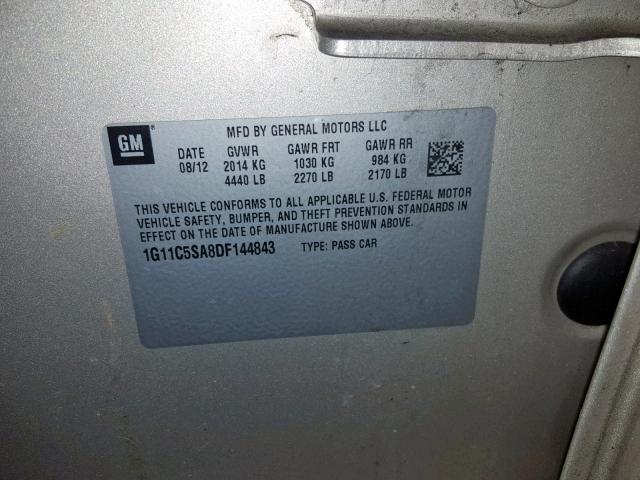 GM
®
MFD BY GENERAL MOTORS LLC
DATE GVWR GAWR FRT GAWR RR
08/12 2014 KG 1030 KG 984 KG
4440 LB 2270 LB 2170 LB
THIS VEHICLE CONFORMS TO ALL APPLICABLE U.S. FEDERAL MOTOR
VEHICLE SAFETY, BUMPER, AND THEFT PREVENTION STANDARDS IN
EFFECT ON THE DATE OF MANUFACTURE SHOWN ABOVE.
1G11C5SA8DF144843 TYPE: PASS CAR